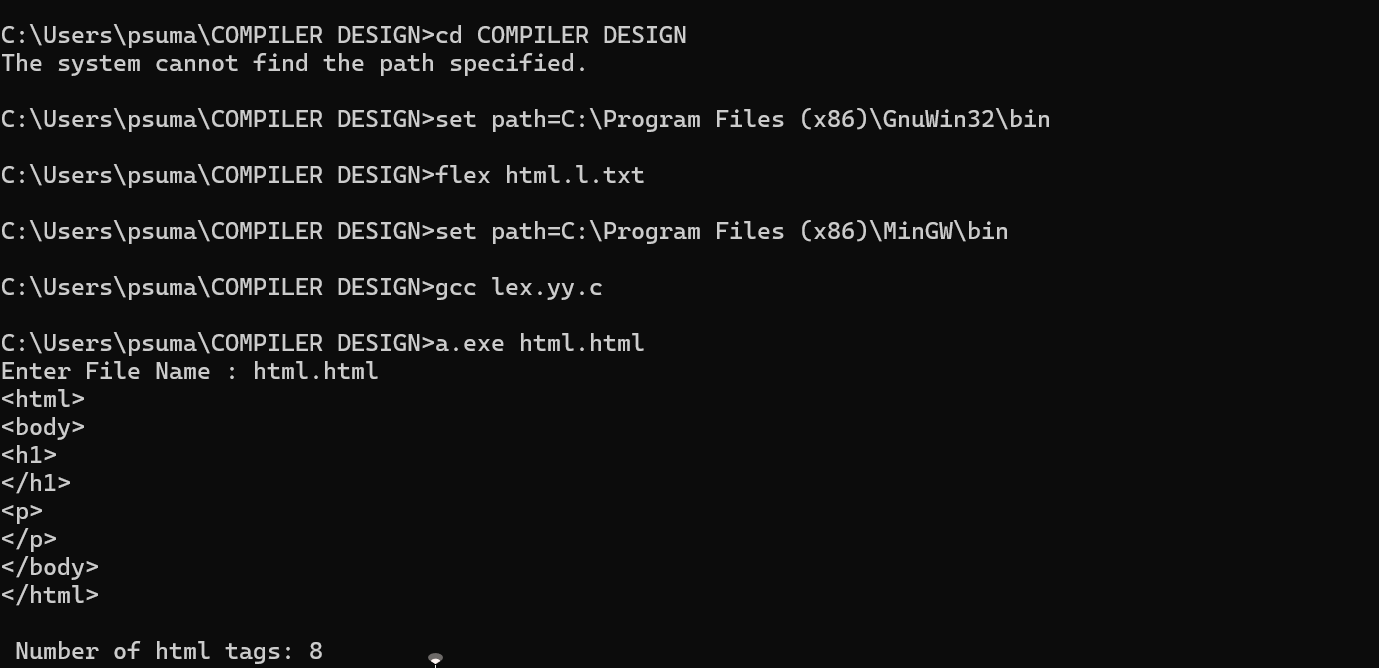 C:\Users\psuma\COMPILER DESIGN>cd COMPILER DESIGN
The system cannot find the path specified.
C:\Users\psuma\COMPILER DESIGN>set path=C:\Program Files (x86)\GnuWin32\bin
C:\Users\psuma\COMPILER DESIGN>flex html.l.txt
C:\Users\psuma\COMPILER DESIGN>set path=C:\Program Files (x86)\MinGW\bin
C:\Users\psuma\COMPILER DESIGN>gcc lex.yy.c
C:\Users\psuma\COMPILER DESIGN>a.exe html.html
Enter File Name : html.html
<html>
<body>
<h1>
</h1>
<p>
</p>
</body>
</html>
Number of html tags: 8